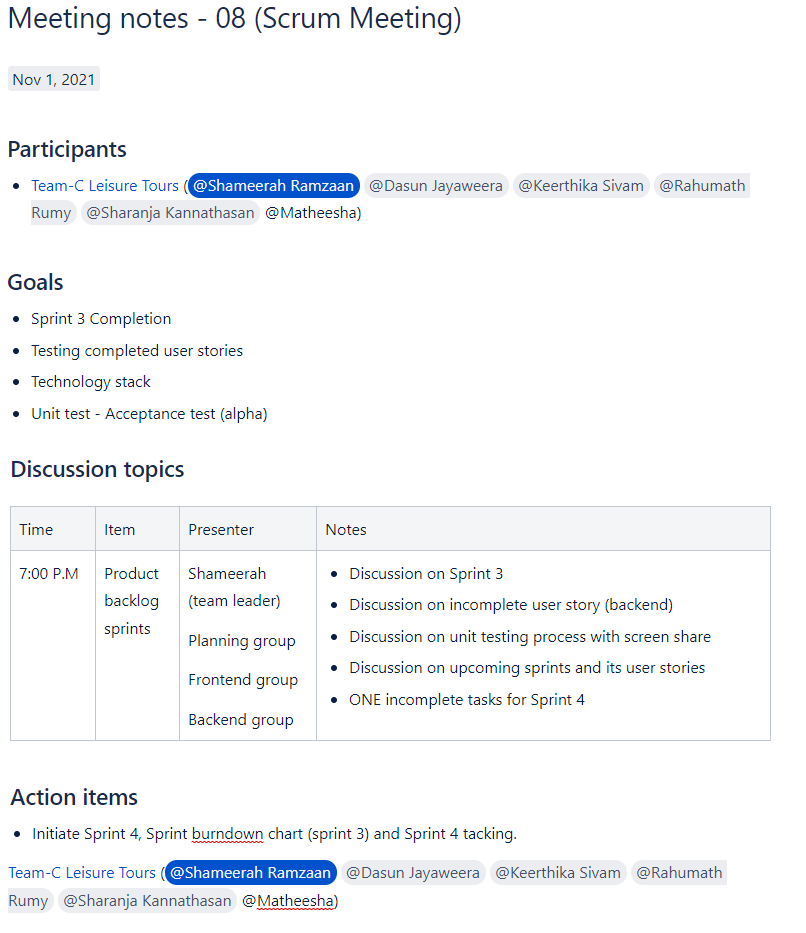 Meeting notes - 08 (Scrum Meeting)
Nov 1, 2021
Participants
• Team-C Leisure Tours (@Shameerah Ramzaan @Dasun Jayaweera @Keerthika Sivam @Rahumath
Rumy @Sharanja Kannathasan @Matheesha)
Goals
• Sprint 3 Completion
• Testing completed user stories
• Technology stack
• Unit test - Acceptance test (alpha)
Discussion topics
Time Item Presenter Notes
7:00 P.M
Product
backlog
sprints
Shameerah
(team leader)
Planning group
Frontend group
Backend group
• Discussion on Sprint 3
• Discussion on incomplete user story (backend)
• Discussion on unit testing process with screen share
• Discussion on upcoming sprints and its user stories
• ONE incomplete tasks for Sprint 4
Action items
• Initiate Sprint 4, Sprint burndown chart (sprint 3) and Sprint 4 tacking.
Team-C Leisure Tours (@Shameerah Ramzaan @Dasun Jayaweera @Keerthika Sivam @Rahumath
Rumy @Sharanja Kannathasan @Matheesha)